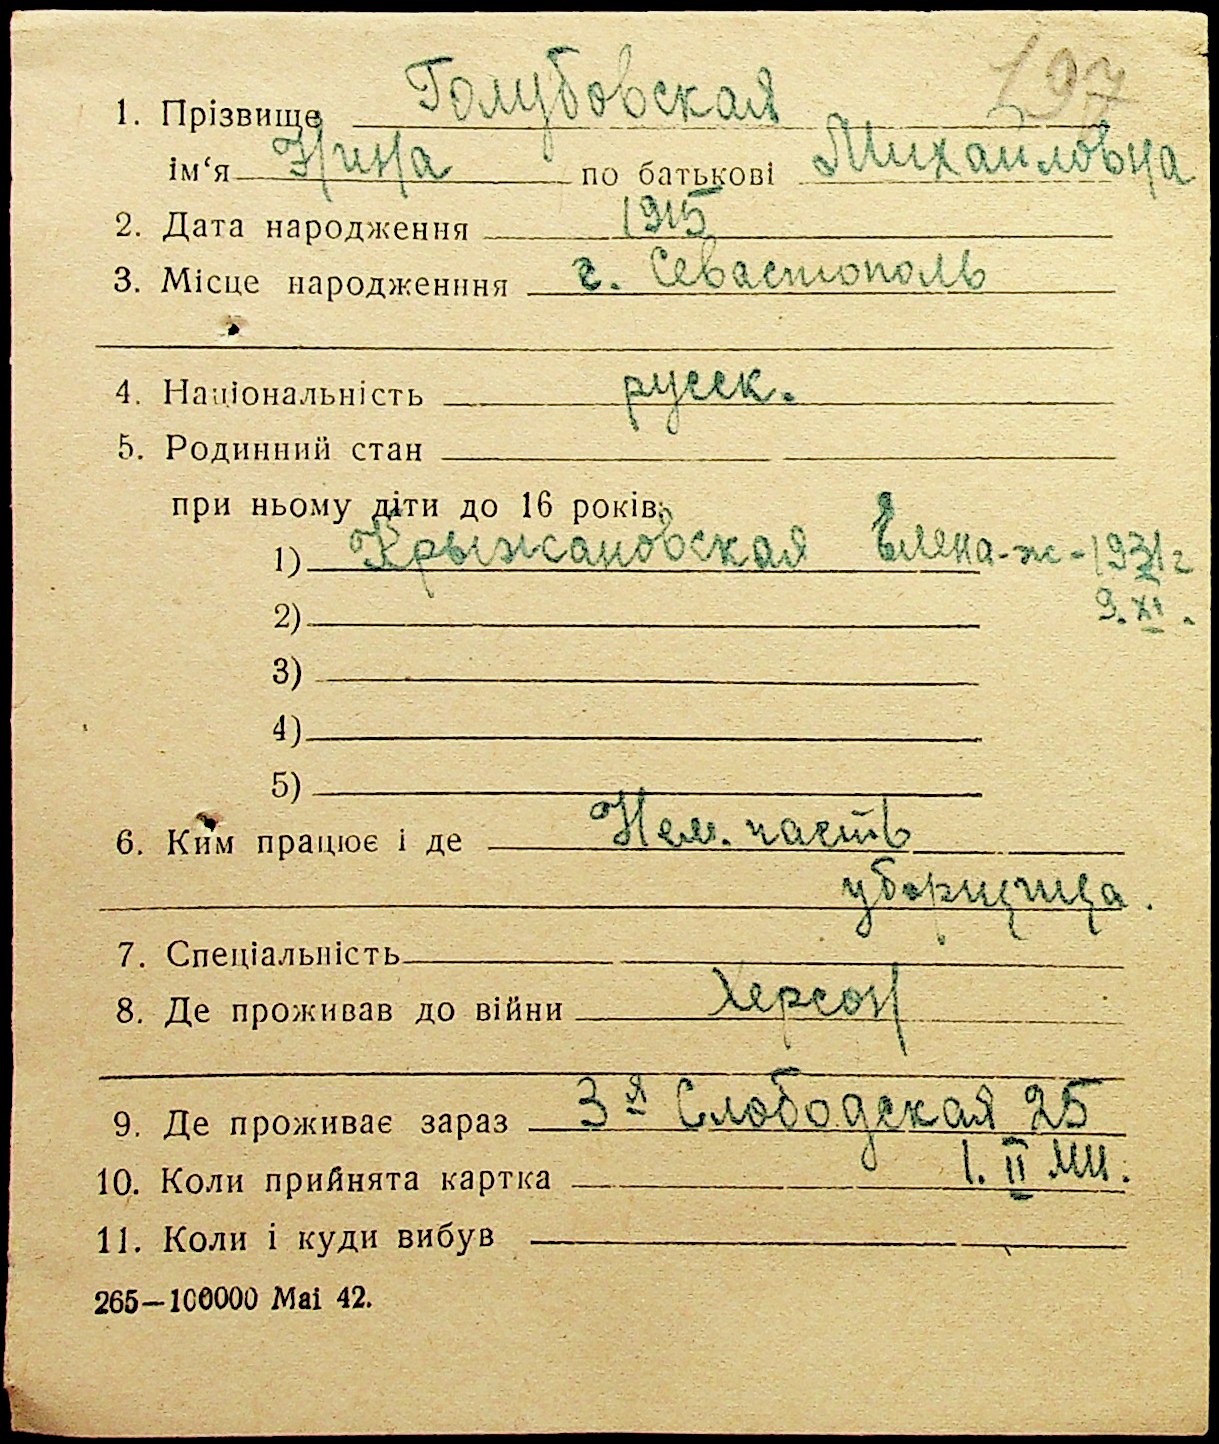 197
1. Прізвище Голубовская
ім‘я Нина по батькові Михайловна
2. Дата народження 1915
3. Місце народженння г. Севастополь
4. Національність русск.
5. Родинний стан
при ньому діти до 16 років:
1) Крыжановская Елена - ж - 1931 г
9. XI.
2)
3)
4)
5)
6. Ким працює і де Нем. часть
уборщица.
7. Спеціальність
8. Де проживав до війни Херсон
9. Де проживає зараз 3я Слободская 25
10. Коли прийнята картка 1. II
11. Коли і куди вибув
265—100000 Mai 42.